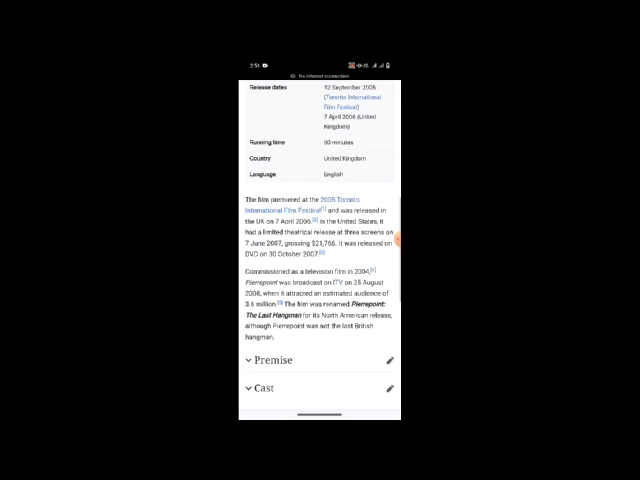 2:51
No internet connection
Release dates 12 September 2005
(Toronto International
Film Festival)
7 April 2006 (United
Kingdom)
Running time 90 minutes
Country United Kingdom
Language English
The film premiered at the 2005 Toronto
International Film Festival[1] and was released in
the UK on 7 April 2006.[2] In the United States, it
had a limited theatrical release at three screens on
7 June 2007, grossing $21,766. It was released on
DVD on 30 October 2007.
Commissioned as a television film in 2004,[4]
Pierrepoint was broadcast on ITV on 25 August
2008, when it attracted an estimated audience of
3.6 million. The film was renamed Pierrepoint:
The Last Hangman for its North American release,
although Pierrepoint was not the last British
hangman.
Premise
Cast